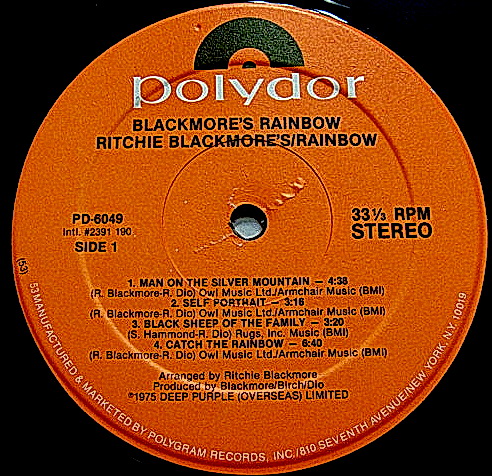 polydor
BLACKMORE'S RAINBOW
RITCHIE BLACKMORE'S/RAINBOW
PD-6049
Intl. #2391 190
SIDE 1
33⅓ RPM
STEREO
1. MAN ON THE SILVER MOUNTAIN — 4:38
(R. Blackmore-R. Dio) Owl Music Ltd./Armchair Music (BMI)
2. SELF PORTRAIT — 3:16
(R. Blackmore-R. Dio) Owl Music Ltd./Armchair Music (BMI)
3. BLACK SHEEP OF THE FAMILY — 3:20
(S. Hammond-R. Dio) Rugs, Inc. Music (BMI)
4. CATCH THE RAINBOW — 6:40
(R. Blackmore-R. Dio) Owl Music Ltd./Armchair Music (BMI)
Arranged by Ritchie Blackmore
Produced by Blackmore/Birch/Dio
℗1975 DEEP PURPLE (OVERSEAS) LIMITED
(53)
53 MANUFACTURED & MARKETED BY POLYGRAM RECORDS, INC./810 SEVENTH AVENUE/NEW YORK, N.Y. 10019